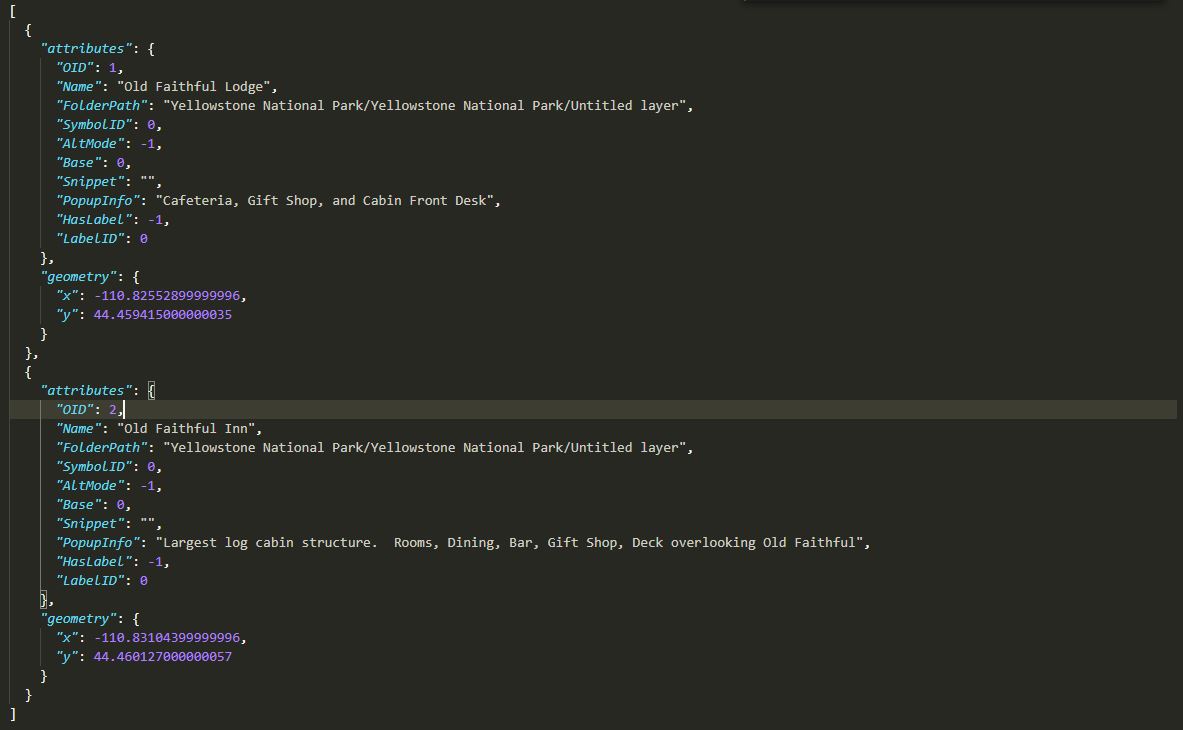 [
  {
    "attributes": {
      "OID": 1,
      "Name": "Old Faithful Lodge",
      "FolderPath": "Yellowstone National Park/Yellowstone National Park/Untitled layer",
      "SymbolID": 0,
      "AltMode": -1,
      "Base": 0,
      "Snippet": "",
      "PopupInfo": "Cafeteria, Gift Shop, and Cabin Front Desk",
      "HasLabel": -1,
      "LabelID": 0
    },
    "geometry": {
      "x": -110.82552899999996,
      "y": 44.459415000000035
    }
  },
  {
    "attributes": {
      "OID": 2,
      "Name": "Old Faithful Inn",
      "FolderPath": "Yellowstone National Park/Yellowstone National Park/Untitled layer",
      "SymbolID": 0,
      "AltMode": -1,
      "Base": 0,
      "Snippet": "",
      "PopupInfo": "Largest log cabin structure.  Rooms, Dining, Bar, Gift Shop, Deck overlooking Old Faithful",
      "HasLabel": -1,
      "LabelID": 0
    },
    "geometry": {
      "x": -110.83104399999996,
      "y": 44.460127000000057
    }
  }
]